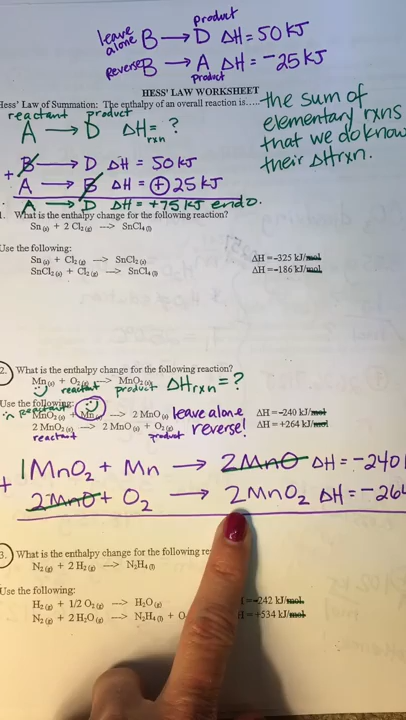 product
leave alone B → D ΔH = 50 kJ
reverse B → A ΔH = -25 kJ
product
HESS' LAW WORKSHEET
Hess' Law of Summation: The enthalpy of an overall reaction is….. the sum of
elementary rxns
that we do know
their ΔHrxn.
reactant product
A → D ΔHrxn = ?
+ B → D ΔH = 50 kJ
A → B ΔH = + 25 kJ
A → D ΔH = +75 kJ endo.
1. What is the enthalpy change for the following reaction?
Sn (s) + 2 Cl2 (g) --> SnCl4 (l)
Use the following:
Sn (s) + Cl2 (g) --> SnCl2 (s) ΔH = -325 kJ/mol
SnCl2 (s) + Cl2 (g) --> SnCl4 (l) ΔH = -186 kJ/mol
2. What is the enthalpy change for the following reaction?
Mn (s) + O2 (g) --> MnO2 (s) ΔHrxn = ?
reactant product
Use the following:
reactant
MnO2 (s) + Mn (s) --> 2 MnO (s) leave alone ΔH = -240 kJ/mol
2 MnO2 (s) --> 2 MnO (s) + O2 (g) reverse! ΔH = +264 kJ/mol
reactant product
1MnO2 + Mn → 2MnO ΔH = -240
+ 2MnO + O2 → 2MnO2 ΔH = -264
3. What is the enthalpy change for the following
N2 (g) + 2 H2 (g) --> N2H4 (l)
Use the following:
H2 (g) + 1/2 O2 (g) --> H2O (l) = -242 kJ/mol
N2 (g) + 2 H2O (g) --> N2H4 (l) + O H = +534 kJ/mol